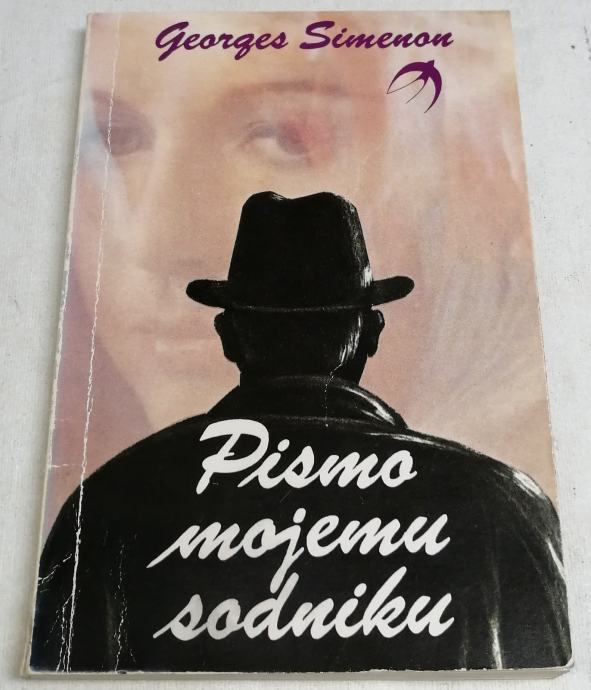 Georges Simenon
Pismo
mojemu
sodniku